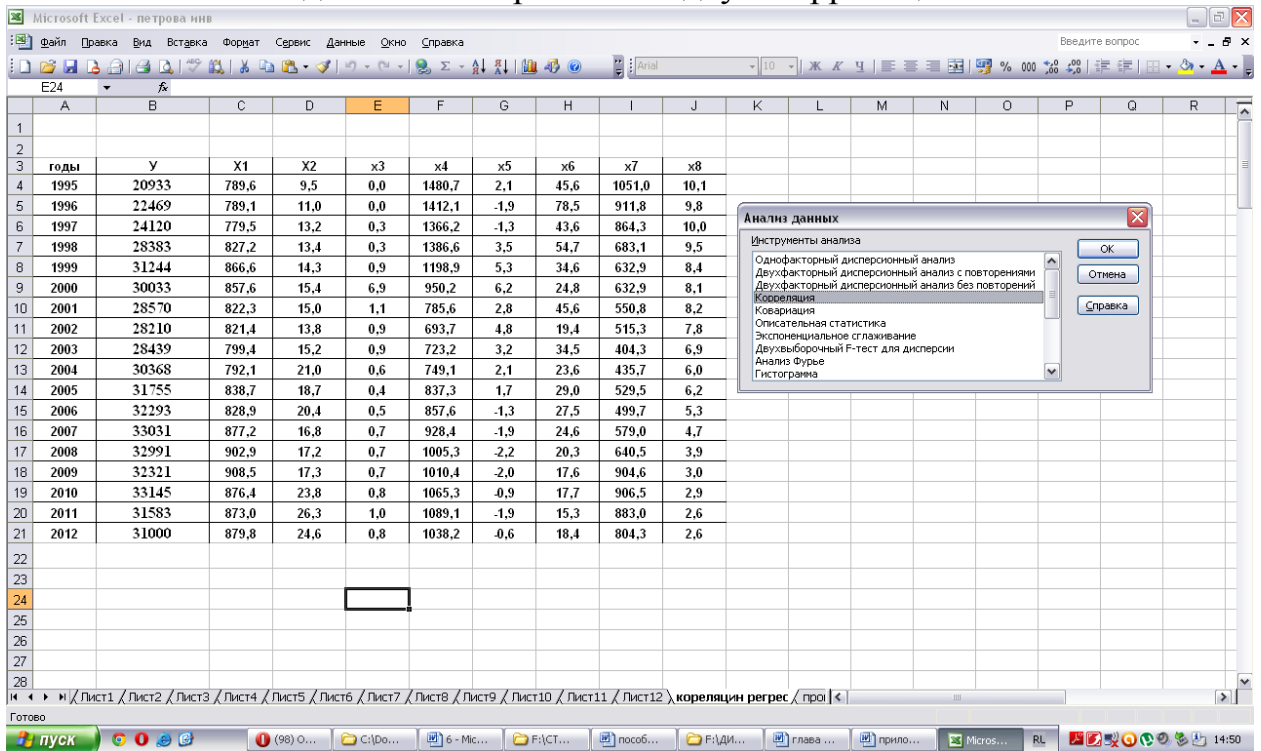 Microsoft Excel - петрова инв
Файл Правка Вид Вставка Формат Сервис Данные Окно Справка Введите вопрос
Arial 10 Ж К Ч % 000
E24 fx
A B C D E F G H I J K L M N O P Q R
1
2
3 годы У Х1 Х2 х3 х4 х5 х6 х7 х8
4 1995 20933 789,6 9,5 0,0 1480,7 2,1 45,6 1051,0 10,1
5 1996 22469 789,1 11,0 0,0 1412,1 -1,9 78,5 911,8 9,8
6 1997 24120 779,5 13,2 0,3 1366,2 -1,3 43,6 864,3 10,0
7 1998 28383 827,2 13,4 0,3 1386,6 3,5 54,7 683,1 9,5
8 1999 31244 866,6 14,3 0,9 1198,9 5,3 34,6 632,9 8,4
9 2000 30033 857,6 15,4 6,9 950,2 6,2 24,8 632,9 8,1
10 2001 28570 822,3 15,0 1,1 785,6 2,8 45,6 550,8 8,2
11 2002 28210 821,4 13,8 0,9 693,7 4,8 19,4 515,3 7,8
12 2003 28439 799,4 15,2 0,9 723,2 3,2 34,5 404,3 6,9
13 2004 30368 792,1 21,0 0,6 749,1 2,1 23,6 435,7 6,0
14 2005 31755 838,7 18,7 0,4 837,3 1,7 29,0 529,5 6,2
15 2006 32293 828,9 20,4 0,5 857,6 -1,3 27,5 499,7 5,3
16 2007 33031 877,2 16,8 0,7 928,4 -1,9 24,6 579,0 4,7
17 2008 32991 902,9 17,2 0,7 1005,3 -2,2 20,3 640,5 3,9
18 2009 32321 908,5 17,3 0,7 1010,4 -2,0 17,6 904,6 3,0
19 2010 33145 876,4 23,8 0,8 1065,3 -0,9 17,7 906,5 2,9
20 2011 31583 873,0 26,3 1,0 1089,1 -1,9 15,3 883,0 2,6
21 2012 31000 879,8 24,6 0,8 1038,2 -0,6 18,4 804,3 2,6
22
23
24
25
26
27
28
Анализ данных
Инструменты анализа
Однофакторный дисперсионный анализ
Двухфакторный дисперсионный анализ с повторениями
Двухфакторный дисперсионный анализ без повторений
Корреляция
Ковариация
Описательная статистика
Экспоненциальное сглаживание
Двухвыборочный F-тест для дисперсии
Анализ Фурье
Гистограмма
ОК
Отмена
Справка
Лист1 Лист2 Лист3 Лист4 Лист5 Лист6 Лист7 Лист8 Лист9 Лист10 Лист11 Лист12 кореляцин регрес
Готово
пуск (98) О... C:\Do... 6 - Mic... F:\СТ... пособ... F:\ДИ... глава ... прило... Micros... RL 14:50